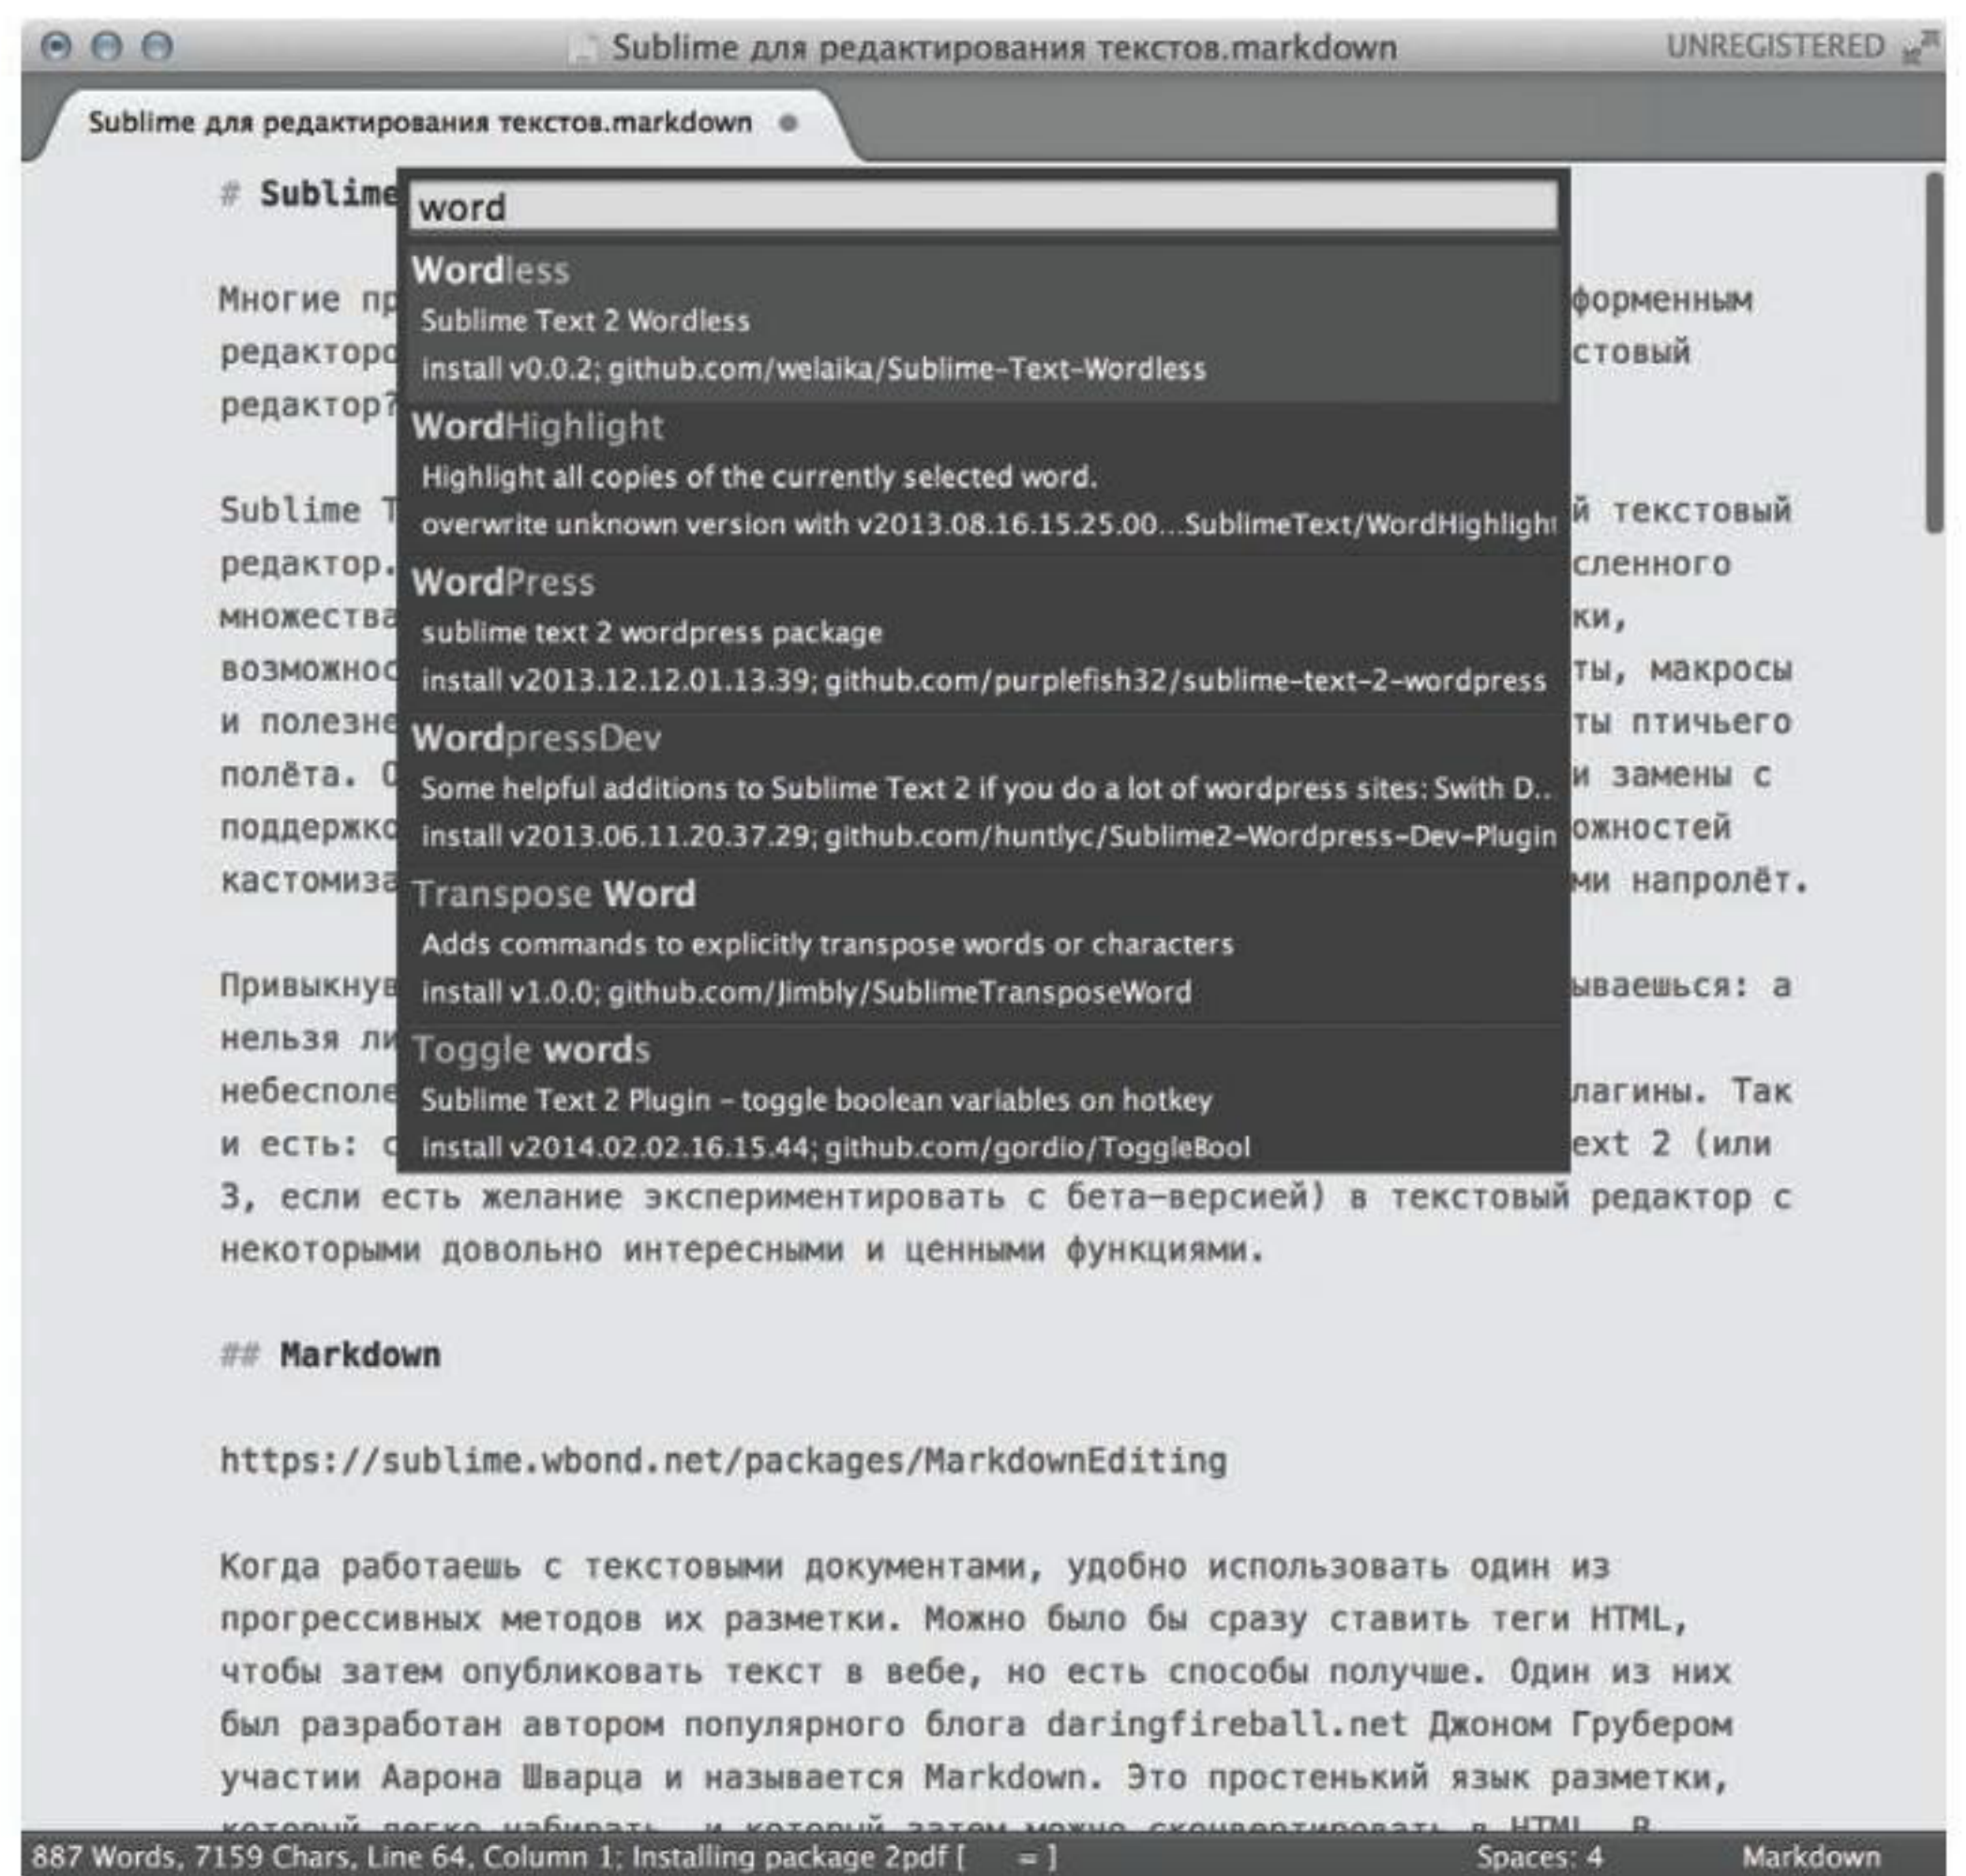 Sublime для редактирования текстов.markdown
UNREGISTERED
Sublime для редактирования текстов.markdown
# Sublime
word
Wordless
Sublime Text 2 Wordless
install v0.0.2; github.com/welaika/Sublime-Text-Wordless
WordHighlight
Highlight all copies of the currently selected word.
overwrite unknown version with v2013.08.16.15.25.00...SublimeText/WordHighlight
WordPress
sublime text 2 wordpress package
install v2013.12.12.01.13.39; github.com/purplefish32/sublime-text-2-wordpress
WordpressDev
Some helpful additions to Sublime Text 2 if you do a lot of wordpress sites: Swith D..
install v2013.06.11.20.37.29; github.com/huntlyc/Sublime2-Wordpress-Dev-Plugin
Transpose Word
Adds commands to explicitly transpose words or characters
install v1.0.0; github.com/Jimbly/SublimeTransposeWord
Toggle words
Sublime Text 2 Plugin – toggle boolean variables on hotkey
install v2014.02.02.16.15.44; github.com/gordio/ToggleBool
Многие пр форменным
редакторо стовый
редактор?
Sublime T й текстовый
редактор. сленного
множества ки,
возможнос ты, макросы
и полезне ты птичьего
полёта. О и замены с
поддержко ожностей
кастомиза ми напролёт.
Привыкнув ываешься: а
нельзя ли
небесполе лагины. Так
и есть: с ext 2 (или
3, если есть желание экспериментировать с бета-версией) в текстовый редактор с
некоторыми довольно интересными и ценными функциями.
## Markdown
https://sublime.wbond.net/packages/MarkdownEditing
Когда работаешь с текстовыми документами, удобно использовать один из
прогрессивных методов их разметки. Можно было бы сразу ставить теги HTML,
чтобы затем опубликовать текст в вебе, но есть способы получше. Один из них
был разработан автором популярного блога daringfireball.net Джоном Грубером
участии Аарона Шварца и называется Markdown. Это простенький язык разметки,
который легко набирать, и который затем можно сконвертировать в HTML. В
887 Words, 7159 Chars, Line 64, Column 1; Installing package 2pdf [ = ]
Spaces: 4
Markdown